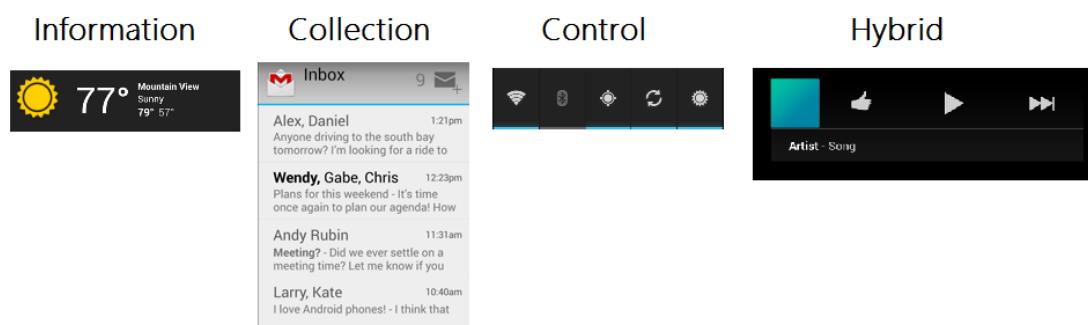 Information
Collection
Control
Hybrid
77°
Mountain View
Sunny
79° 57°
Inbox
9
Alex, Daniel 1:21pm
Anyone driving to the south bay
tomorrow? I'm looking for a ride to
Wendy, Gabe, Chris 12:23pm
Plans for this weekend - It's time
once again to plan our agenda! How
Andy Rubin 11:31am
Meeting? - Did we ever settle on a
meeting time? Let me know if you
Larry, Kate 10:40am
I love Android phones! - I think that
Artist - Song